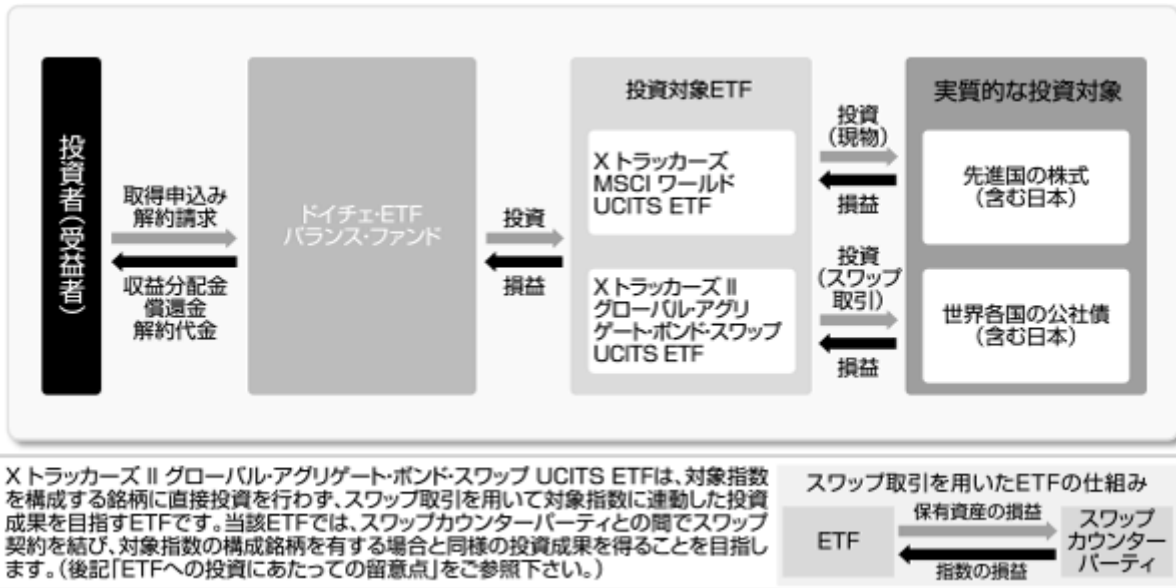 投資者(受益者)
取得申込み
解約請求
収益分配金
償還金
解約代金
ドイチェ・ETF
バランス・ファンド
投資
損益
投資対象ETF
X トラッカーズ
MSCI ワールド
UCITS ETF
X トラッカーズ II
グローバル・アグリ
ゲート・ボンド・スワップ
UCITS ETF
投資
(現物)
損益
投資
(スワップ
取引)
損益
実質的な投資対象
先進国の株式
(含む日本)
世界各国の公社債
(含む日本)
X トラッカーズ II グローバル・アグリゲート・ボンド・スワップ UCITS ETFは、対象指数
を構成する銘柄に直接投資を行わず、スワップ取引を用いて対象指数に連動した投資
成果を目指すETFです。当該ETFでは、スワップカウンターパーティとの間でスワップ
契約を結び、対象指数の構成銘柄を有する場合と同様の投資成果を得ることを目指し
ます。(後記「ETFへの投資にあたっての留意点」をご参照下さい。)
スワップ取引を用いたETFの仕組み
ETF
保有資産の損益
指数の損益
スワップ
カウンター
パーティ